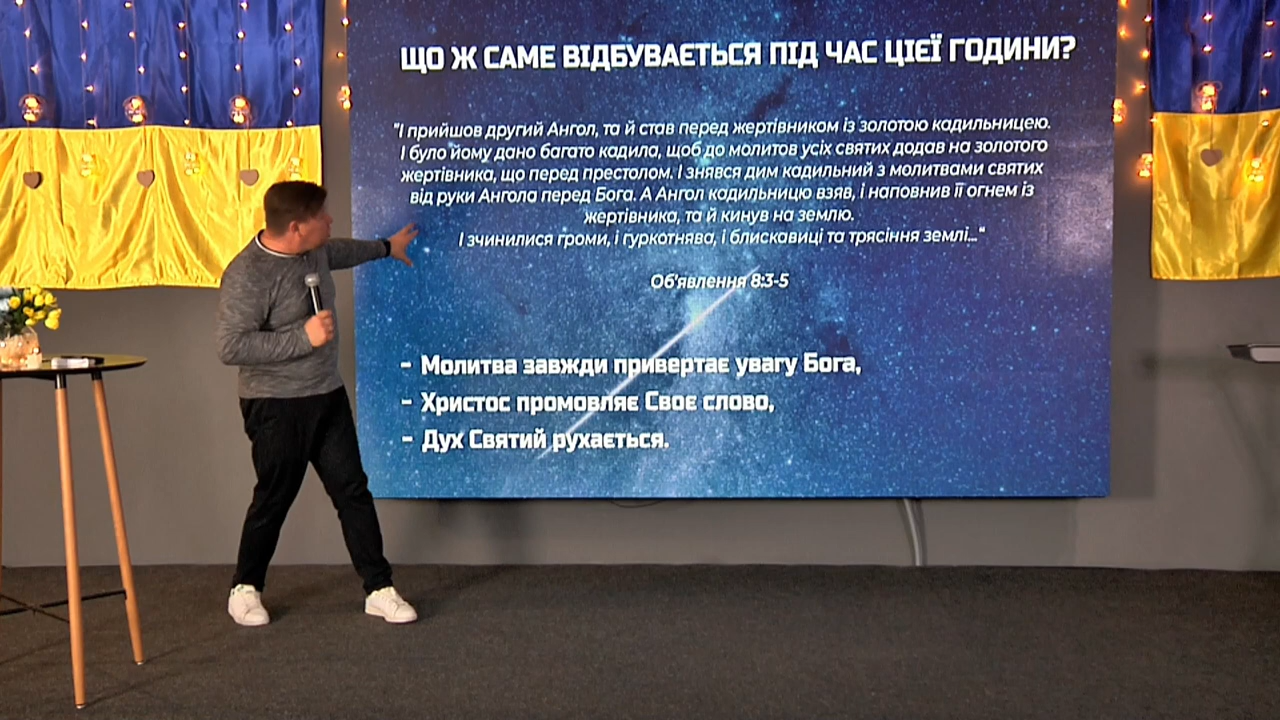 ЩО Ж САМЕ ВІДБУВАЄТЬСЯ ПІД ЧАС ЦІЄЇ ГОДИНИ?
"І прийшов другий Ангол, та й став перед жертівником із золотою кадильницею.
І було йому дано багато кадила, щоб до молитов усіх святих додав на золотого
жертівника, що перед престолом. І знявся дим кадильний з молитвами святих
від руки Ангола перед Бога. А Ангол кадильницю взяв, і наповнив її огнем із
жертівника, та й кинув на землю.
І зчинилися громи, і гуркотнява, і блискавиці та трясіння землі..."
Об'явлення 8:3-5
- Молитва завжди привертає увагу Бога,
- Христос промовляє Своє слово,
- Дух Святий рухається.